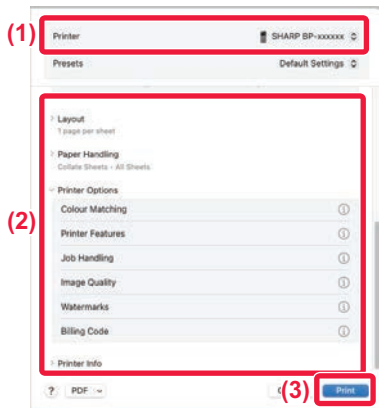 (1)
Printer SHARP BP-xxxxxx
Presets Default Settings
(2)
Layout
1 page per sheet
Paper Handling
Collate Sheets - All Sheets
Printer Options
Colour Matching
Printer Features
Job Handling
Image Quality
Watermarks
Billing Code
Printer Info
? PDF (3) Print